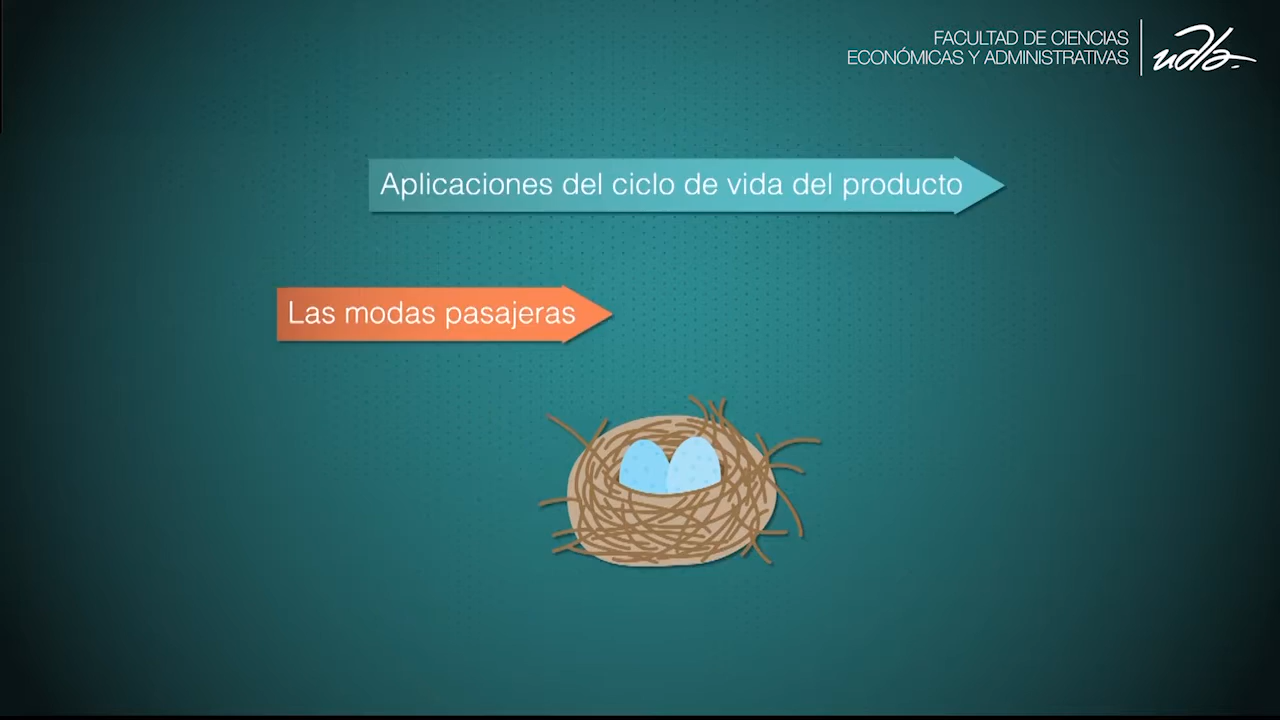 FACULTAD DE CIENCIAS
ECONÓMICAS Y ADMINISTRATIVAS
udla
Aplicaciones del ciclo de vida del producto
Las modas pasajeras